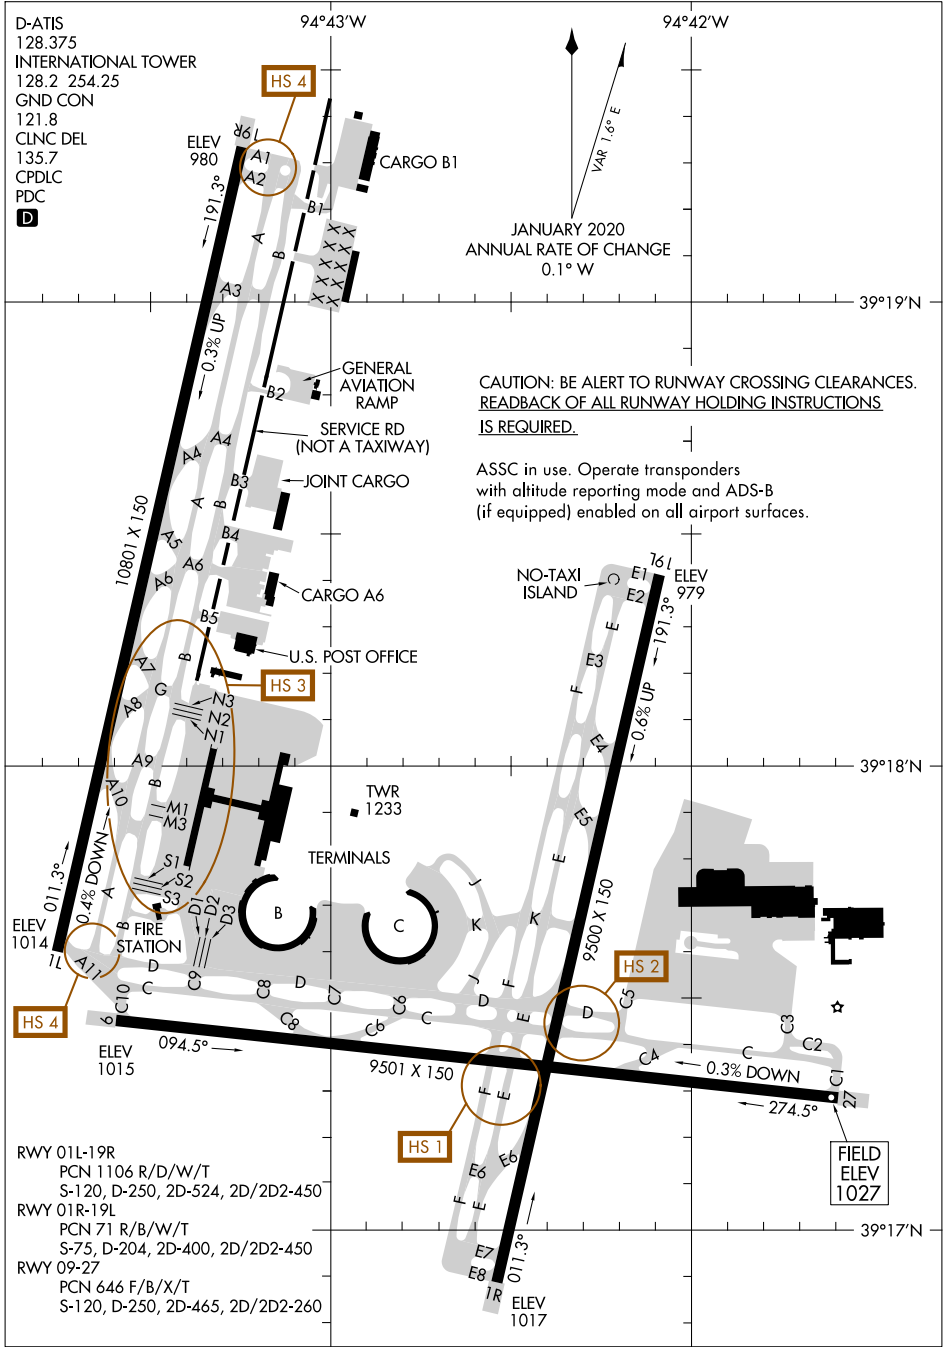 94°43'W
94°42'W
D-ATIS
128.375
INTERNATIONAL TOWER
128.2 254.25
GND CON
121.8
CLNC DEL
135.7
CPDLC
PDC
D
HS 4
19R
ELEV
980
A1
A2
CARGO B1
191.3°
B1
A
B
X X
X X
X X
X X
X X
VAR 1.6° E
JANUARY 2020
ANNUAL RATE OF CHANGE
0.1° W
A3
39°19'N
0.3% UP
GENERAL
AVIATION
RAMP
B2
CAUTION: BE ALERT TO RUNWAY CROSSING CLEARANCES.
READBACK OF ALL RUNWAY HOLDING INSTRUCTIONS
IS REQUIRED.
SERVICE RD
(NOT A TAXIWAY)
A4
A4
ASSC in use. Operate transponders
with altitude reporting mode and ADS-B
(if equipped) enabled on all airport surfaces.
B3
JOINT CARGO
A
B
B4
A5
A6
A6
10801 X 150
CARGO A6
B5
U.S. POST OFFICE
NO-TAXI
ISLAND
C
E1
E2
19L
ELEV
979
191.3°
E
E3
F
0.6% UP
E4
B
A7
G
HS 3
A8
N3
N2
N1
A9
39°18'N
A10
B
M1
M3
TWR
1233
E5
TERMINALS
011.3°
0.4% DOWN
S1
S2
S3
A
B
D1
D2
D3
FIRE
STATION
B
C
J
K
K
E
9500 X 150
ELEV
1014
1L
A11
D
C
C9
C8
D
C7
C6
J
F
D
HS 2
C5
D
HS 4
C10
C8
C6
C
E
C3
C2
9
ELEV
1015
094.5°
9501 X 150
C4
C
0.3% DOWN
C1
27
274.5°
F
E
HS 1
FIELD
ELEV
1027
RWY 01L-19R
PCN 1106 R/D/W/T
S-120, D-250, 2D-524, 2D/2D2-450
RWY 01R-19L
PCN 71 R/B/W/T
S-75, D-204, 2D-400, 2D/2D2-450
RWY 09-27
PCN 646 F/B/X/T
S-120, D-250, 2D-465, 2D/2D2-260
E6
E6
F
E
39°17'N
E7
E8
011.3°
1R
ELEV
1017